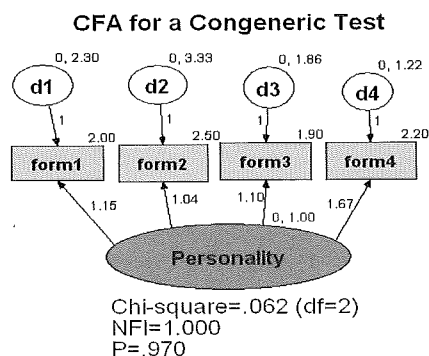 CFA for a Congeneric Test
0, 2.30 0, 3.33 0, 1.86 0, 1.22
d1 d2 d3 d4
1 1 1 1
2.00 2.50 1.90 2.20
form1 form2 form3 form4
1.15 1.04 1.10 1.67
0, 1.00
Personality
Chi-square=.062 (df=2)
NFI=1.000
P=.970